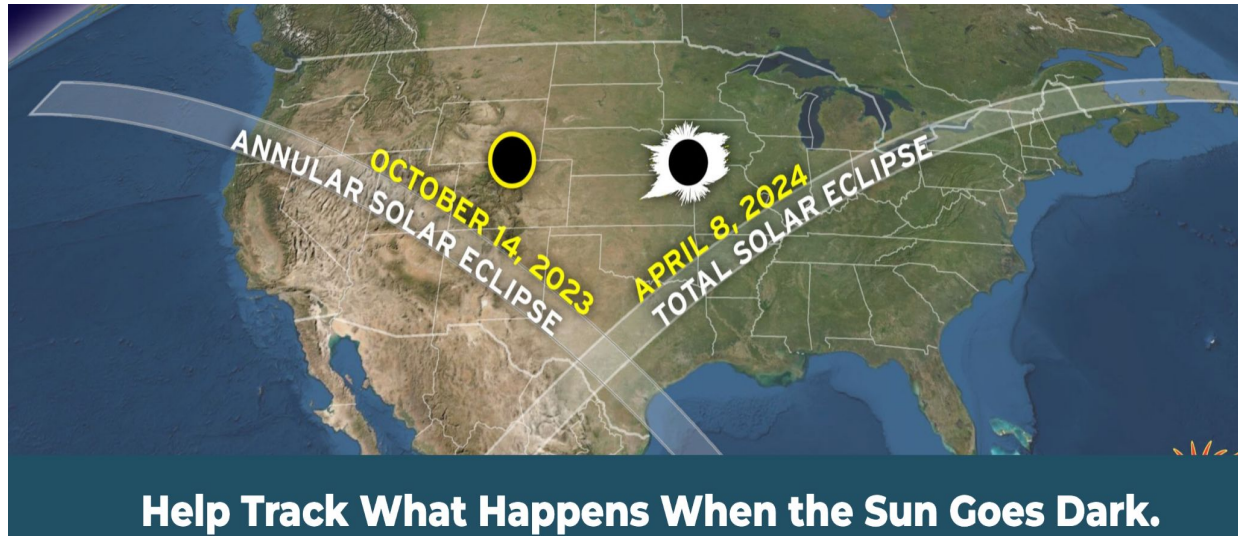 OCTOBER 14, 2023
ANNULAR SOLAR ECLIPSE
APRIL 8, 2024
TOTAL SOLAR ECLIPSE
Help Track What Happens When the Sun Goes Dark.